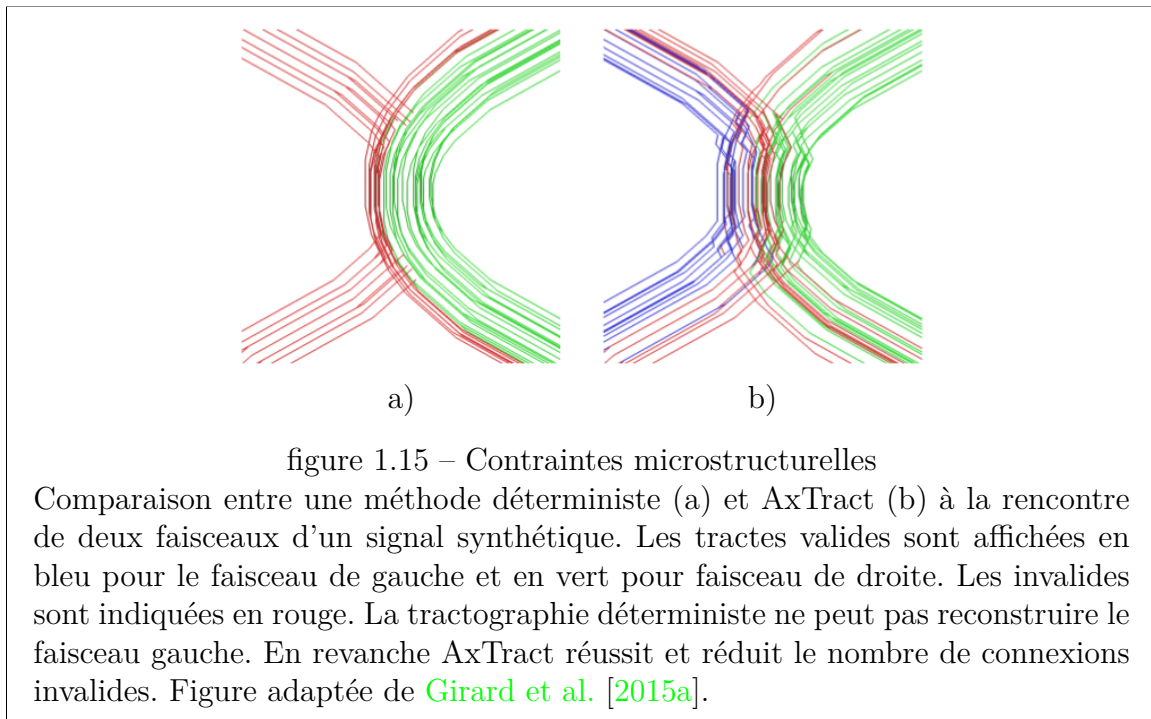 a)
b)
figure 1.15 – Contraintes microstructurelles
Comparaison entre une méthode déterministe (a) et AxTract (b) à la rencontre
de deux faisceaux d'un signal synthétique. Les tractes valides sont affichées en
bleu pour le faisceau de gauche et en vert pour faisceau de droite. Les invalides
sont indiquées en rouge. La tractographie déterministe ne peut pas reconstruire le
faisceau gauche. En revanche AxTract réussit et réduit le nombre de connexions
invalides. Figure adaptée de Girard et al. [2015a].